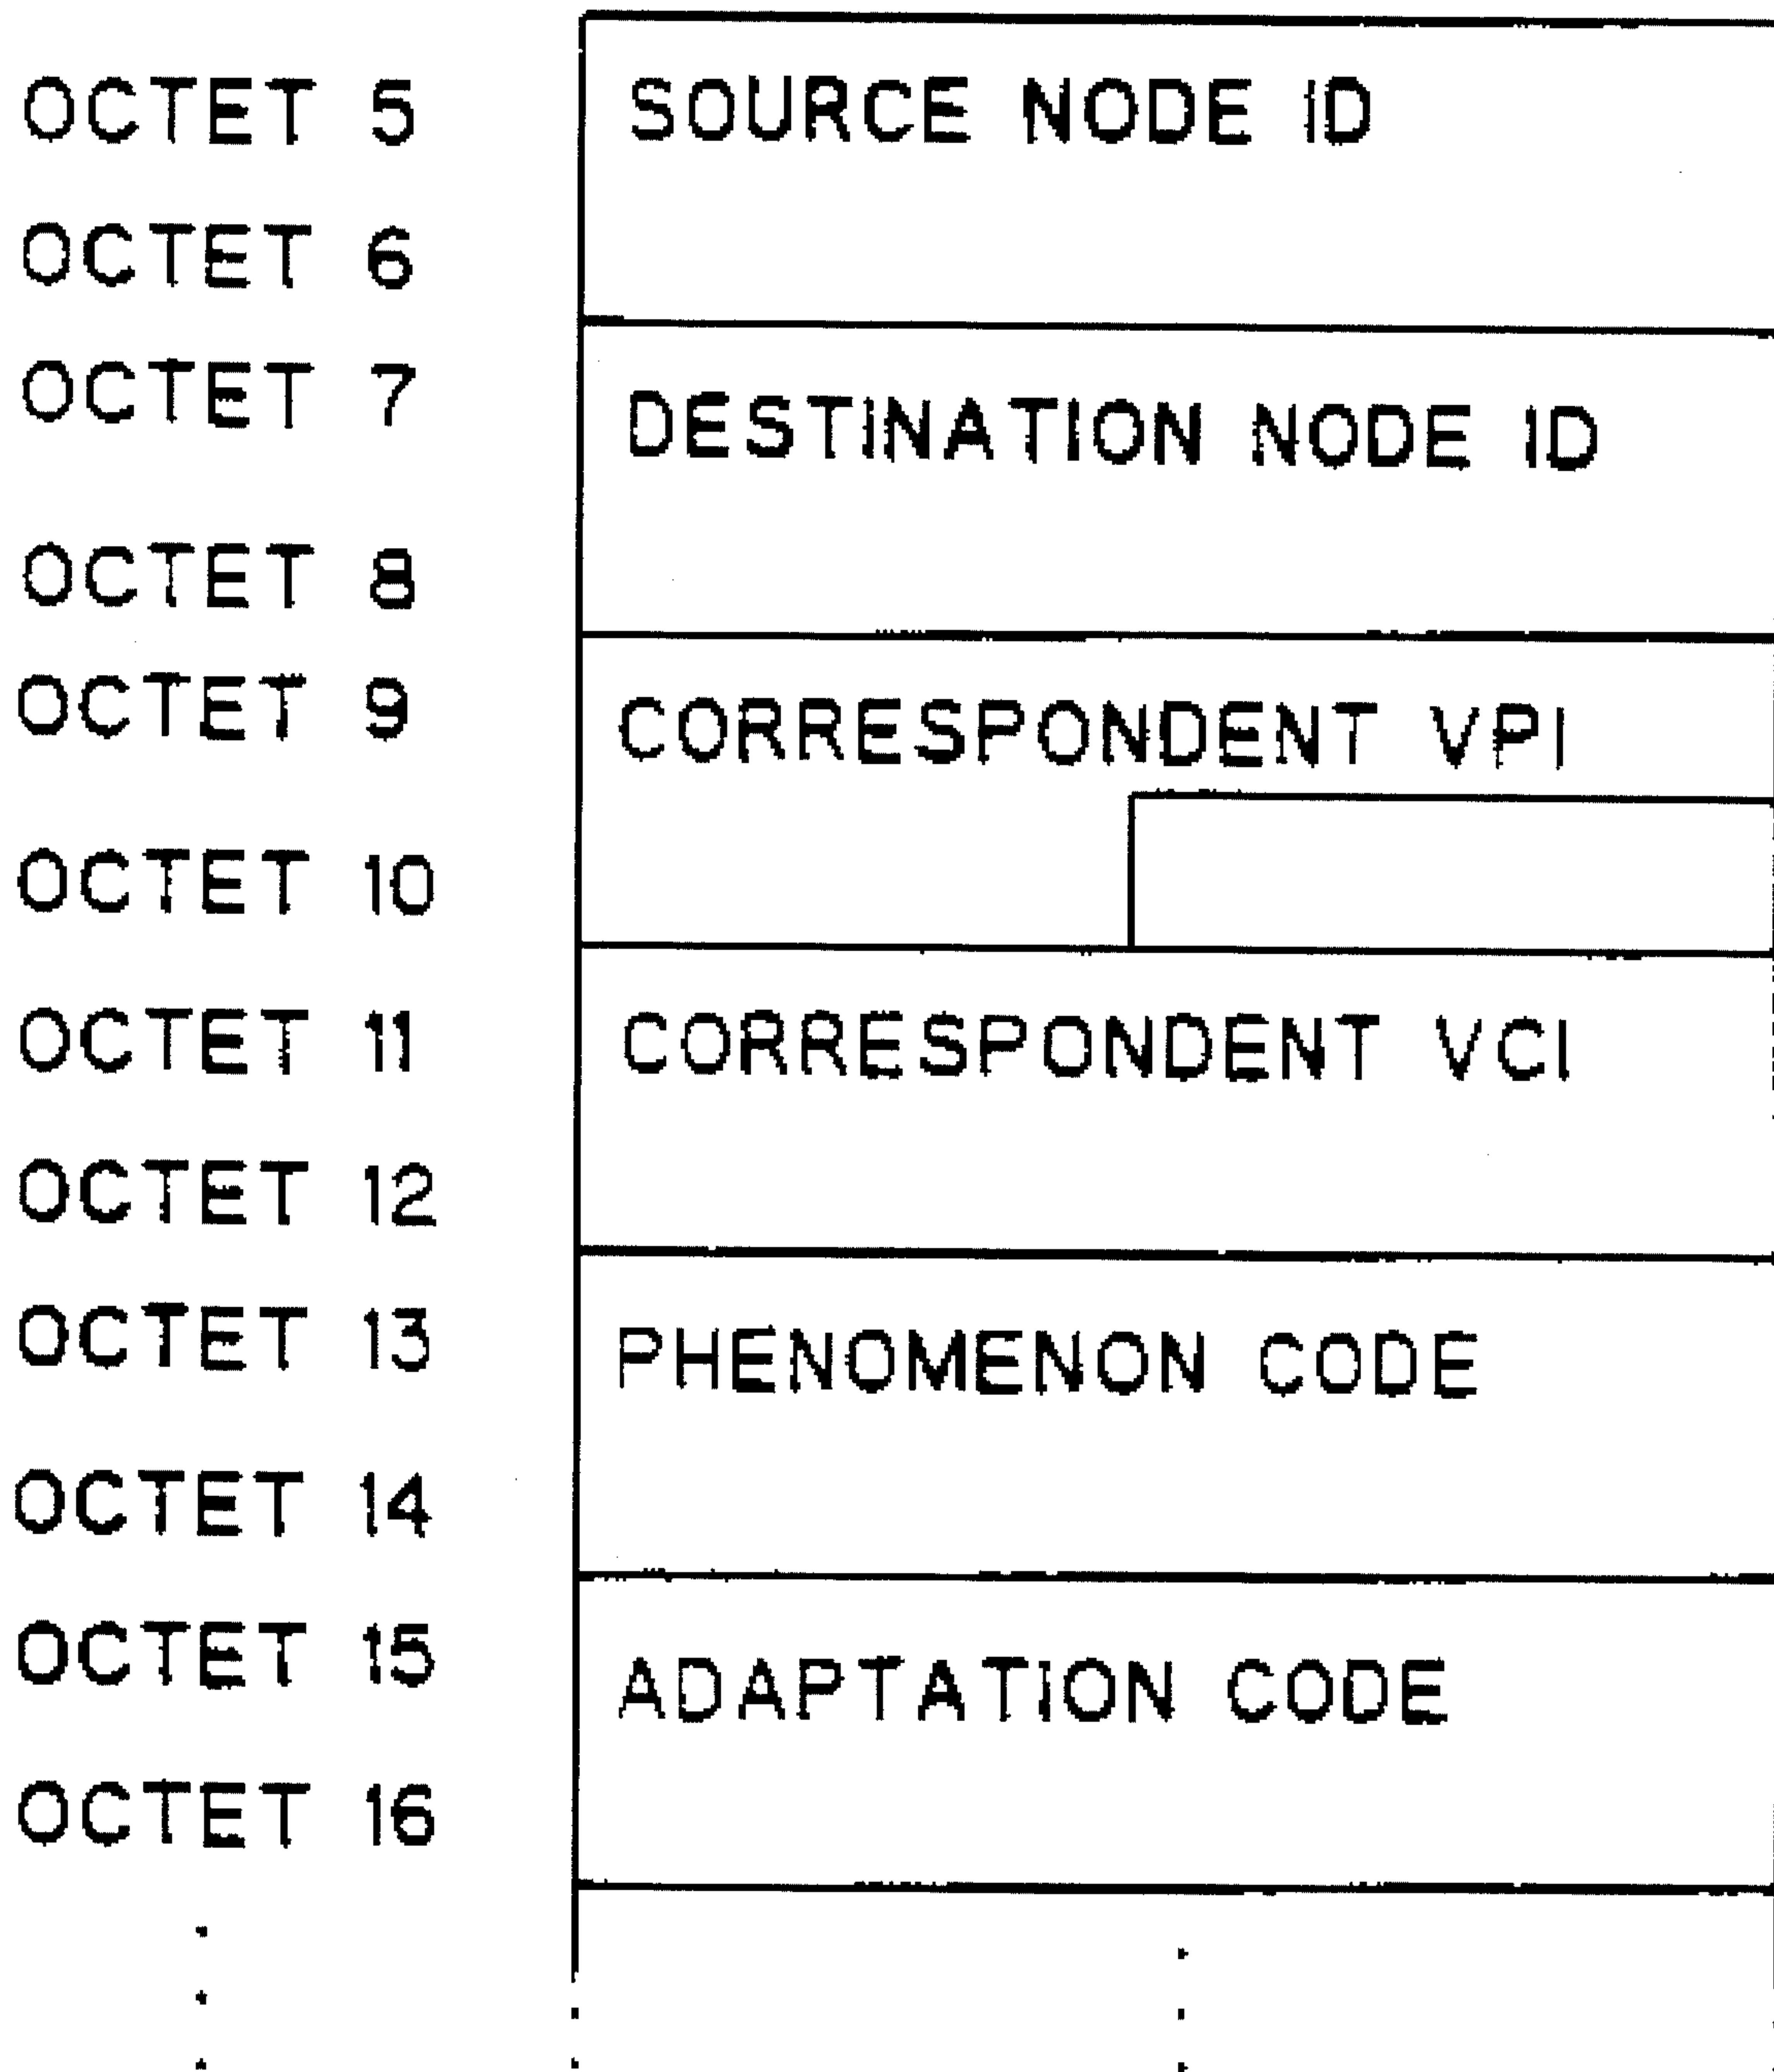 OCTET 5 SOURCE NODE ID
OCTET 6
OCTET 7 DESTINATION NODE ID
OCTET 8
OCTET 9 CORRESPONDENT VPI
OCTET 10
OCTET 11 CORRESPONDENT VCI
OCTET 12
OCTET 13 PHENOMENON CODE
OCTET 14
OCTET 15 ADAPTATION CODE
OCTET 16